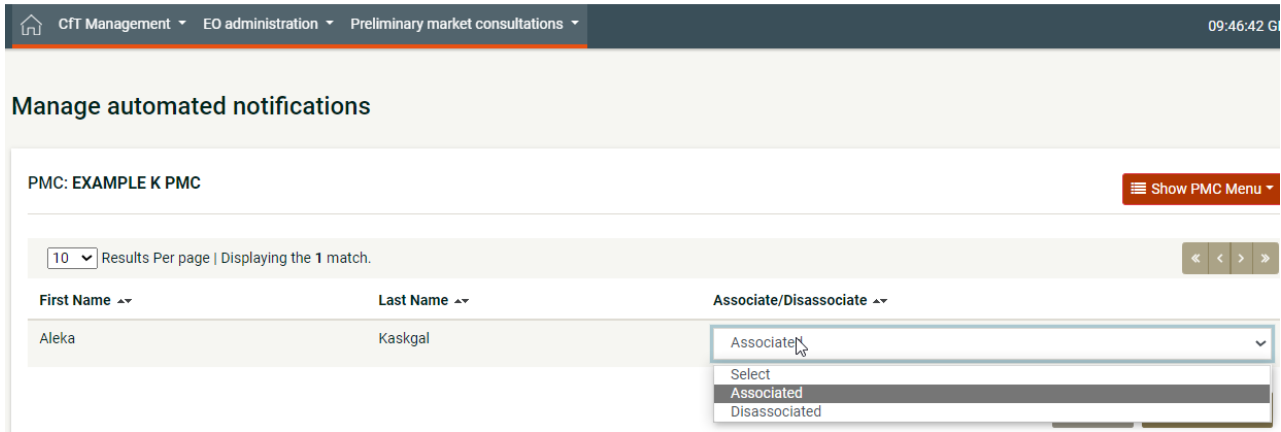 CfT Management EO administration Preliminary market consultations 09:46:42
Manage automated notifications
PMC: EXAMPLE K PMC
Show PMC Menu
10 Results Per page | Displaying the 1 match.
« < > »
First Name Last Name Associate/Disassociate
Aleka Kaskgal Associated
Select
Associated
Disassociated